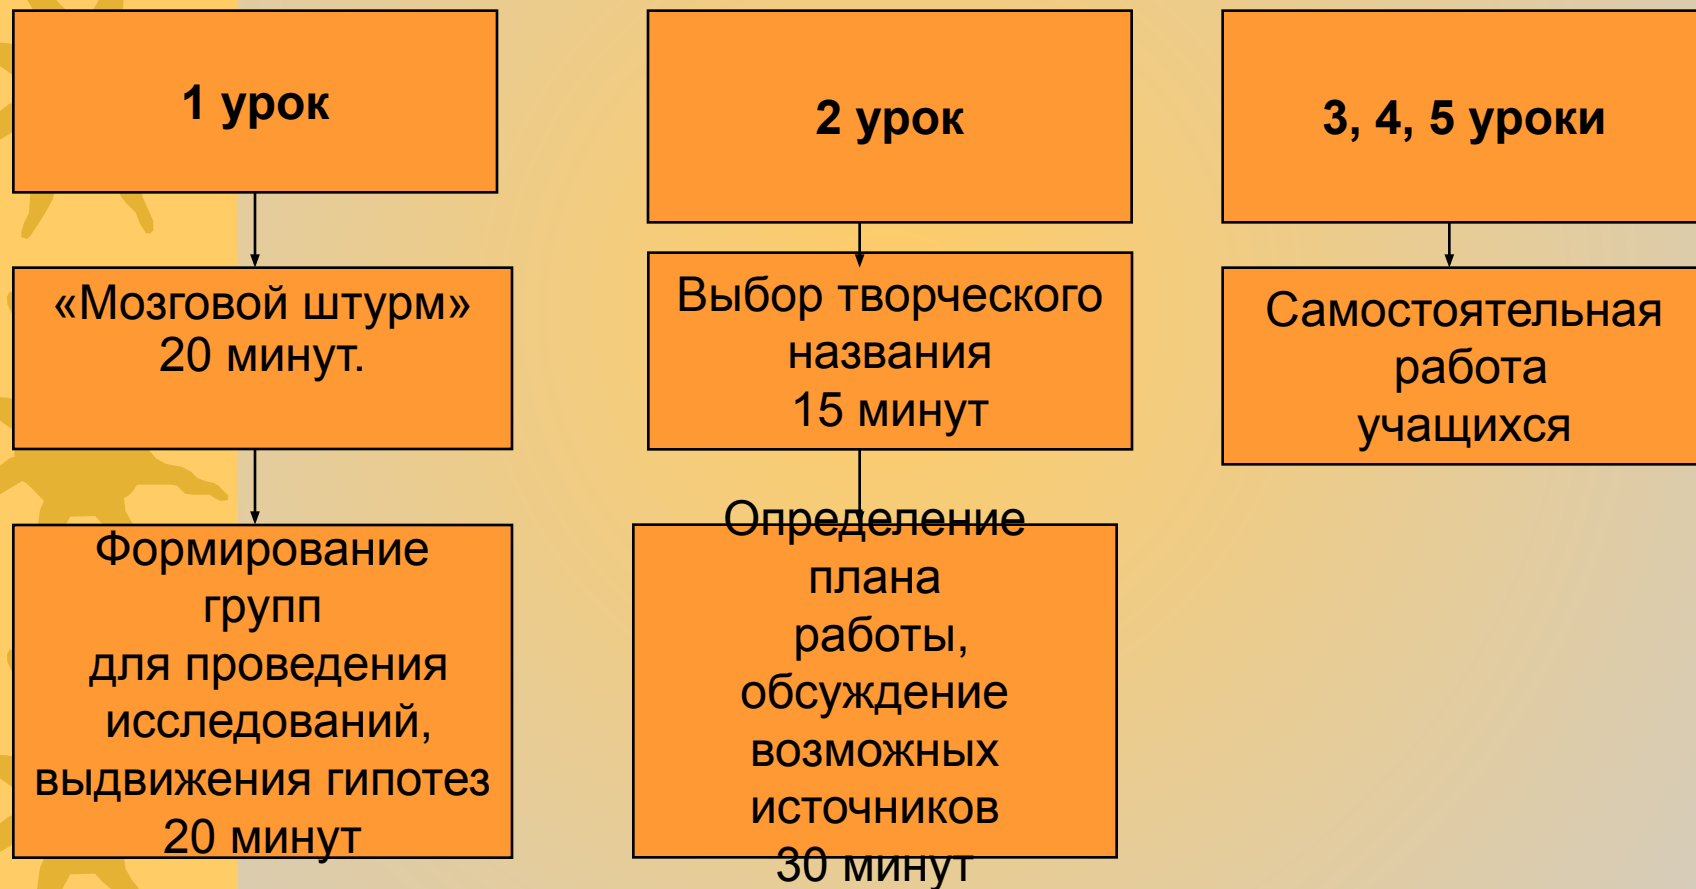 1 урок
«Мозговой штурм»
20 минут.
Формирование
групп
для проведения
исследований,
выдвижения гипотез
20 минут
2 урок
Выбор творческого
названия
15 минут
Определение
плана
работы,
обсуждение
возможных
источников
30 минут
3, 4, 5 уроки
Самостоятельная
работа
учащихся